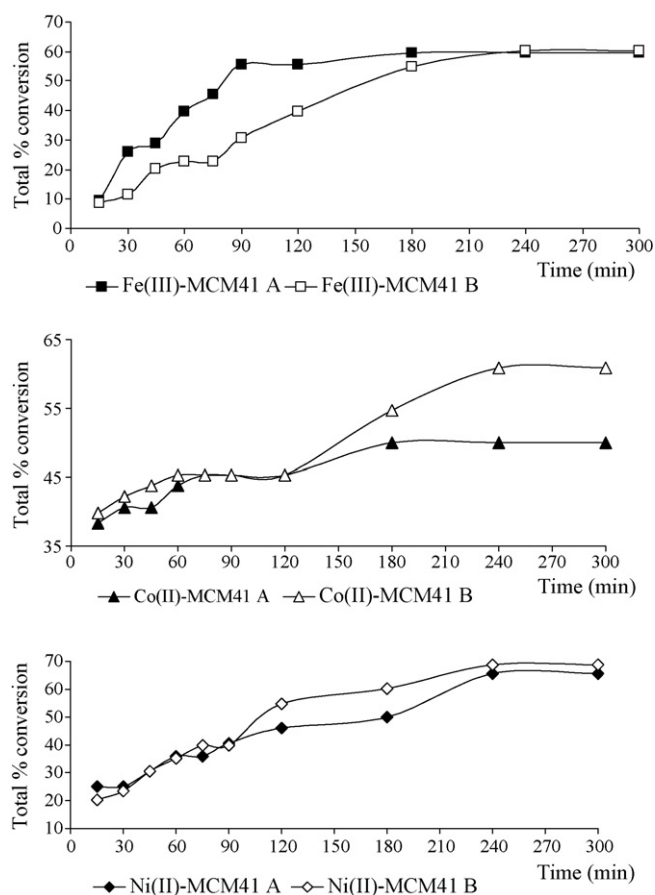 Total % conversion
70
60
50
40
30
20
10
0
0 30 60 90 120 150 180 210 240 270 300
Time (min)
Fe(III)-MCM41 A Fe(III)-MCM41 B
Total % conversion
65
55
45
35
0 30 60 90 120 150 180 210 240 270 300
Time (min)
Co(II)-MCM41 A Co(II)-MCM41 B
Total % conversion
70
60
50
40
30
20
10
0 30 60 90 120 150 180 210 240 270 300
Time (min)
Ni(II)-MCM41 A Ni(II)-MCM41 B